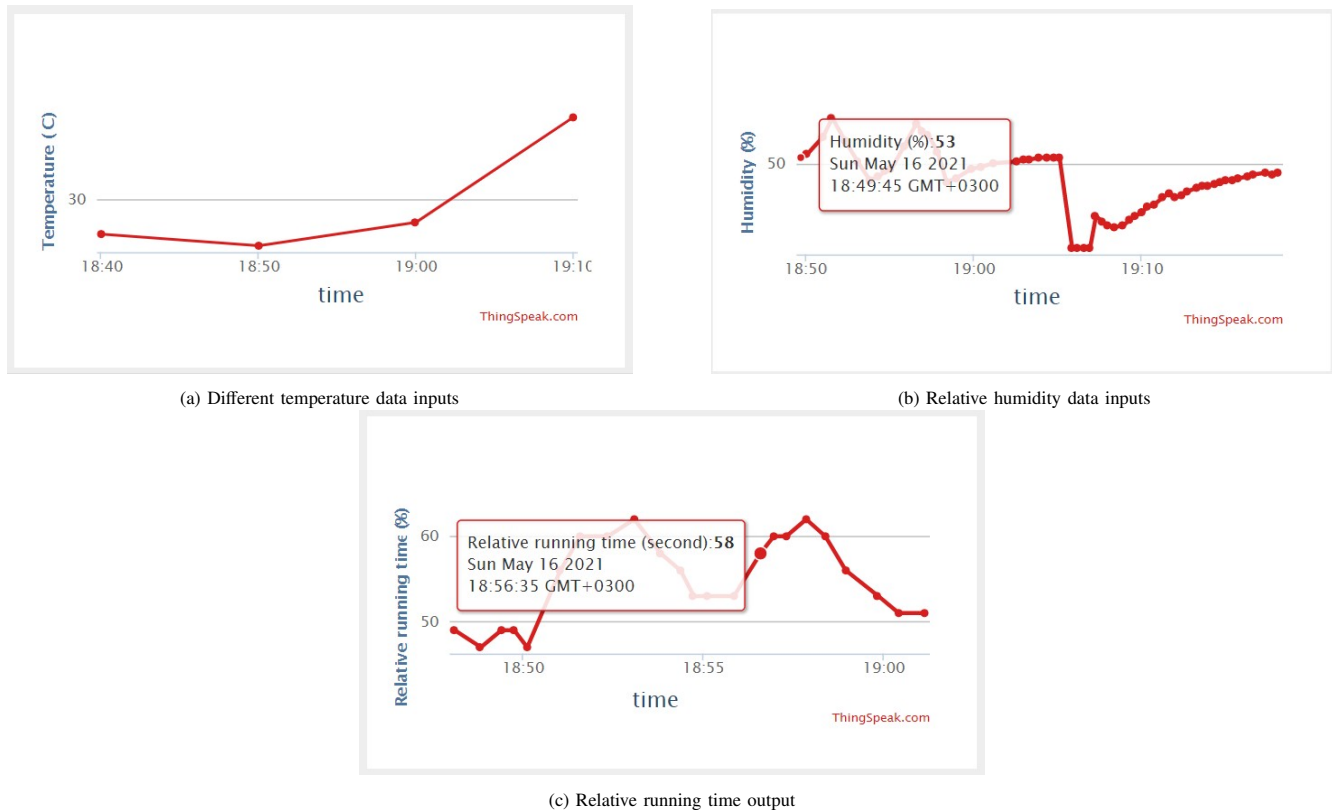 Temperature ( C)
30
18:40 18:50 19:00 19:10
time
ThingSpeak.com
(a) Different temperature data inputs
Humidity (%)
50
Humidity (%):53
Sun May 16 2021
18:49:45 GMT+0300
18:50 19:00 19:10
time
ThingSpeak.com
(b) Relative humidity data inputs
Relative running time (%)
60
50
Relative running time (second):58
Sun May 16 2021
18:56:35 GMT+0300
18:50 18:55 19:00
time
ThingSpeak.com
(c) Relative running time output